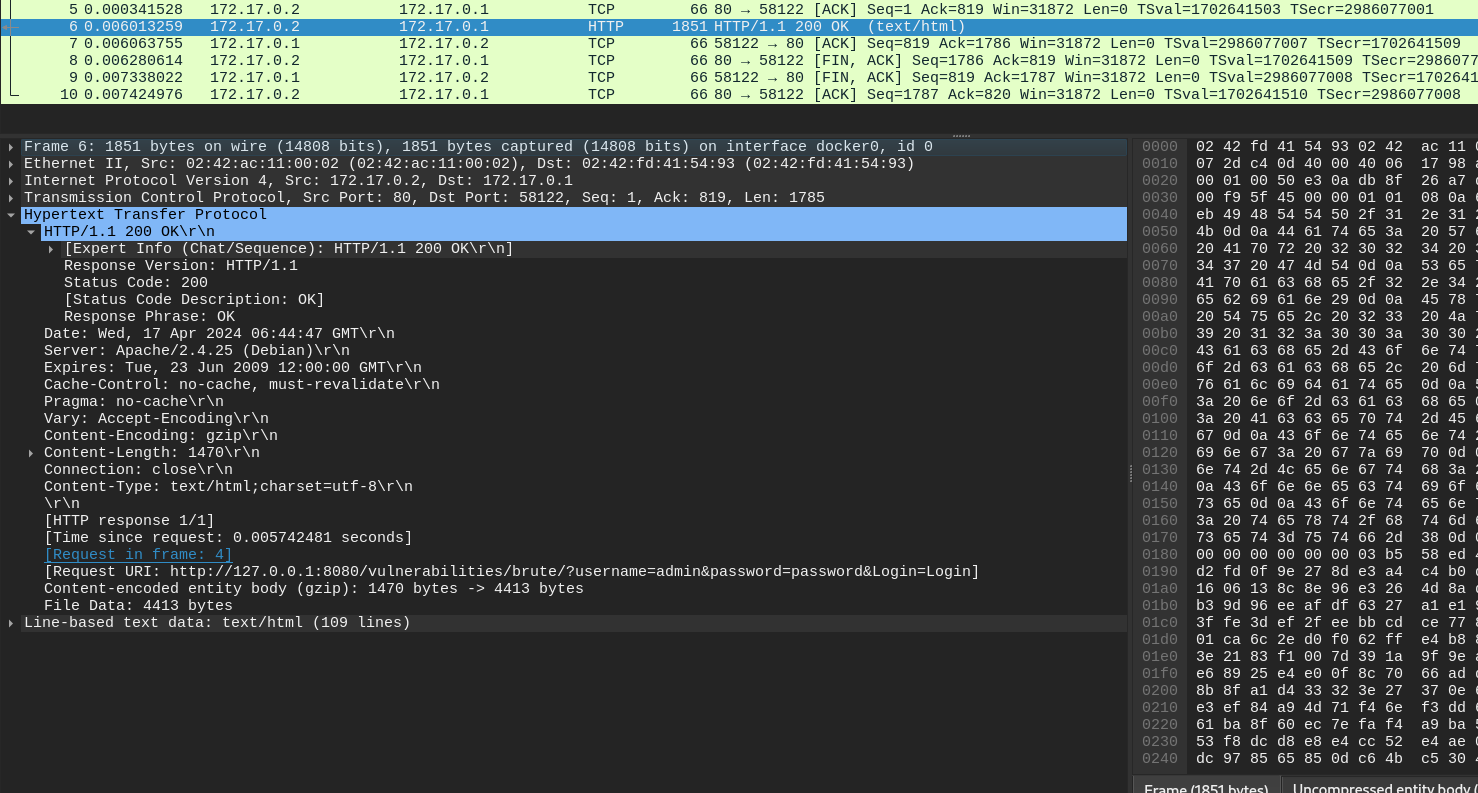 5 0.000341528 172.17.0.2 172.17.0.1 TCP 66 80 → 58122 [ACK] Seq=1 Ack=819 Win=31872 Len=0 TSval=1702641503 TSecr=2986077001
6 0.006013259 172.17.0.2 172.17.0.1 HTTP 1851 HTTP/1.1 200 OK (text/html)
7 0.006063755 172.17.0.1 172.17.0.2 TCP 66 58122 → 80 [ACK] Seq=819 Ack=1786 Win=31872 Len=0 TSval=2986077007 TSecr=1702641509
8 0.006280614 172.17.0.2 172.17.0.1 TCP 66 80 → 58122 [FIN, ACK] Seq=1786 Ack=819 Win=31872 Len=0 TSval=1702641509 TSecr=2986077
9 0.007338022 172.17.0.1 172.17.0.2 TCP 66 58122 → 80 [FIN, ACK] Seq=819 Ack=1787 Win=31872 Len=0 TSval=2986077008 TSecr=1702641
10 0.007424976 172.17.0.2 172.17.0.1 TCP 66 80 → 58122 [ACK] Seq=1787 Ack=820 Win=31872 Len=0 TSval=1702641510 TSecr=2986077008
Frame 6: 1851 bytes on wire (14808 bits), 1851 bytes captured (14808 bits) on interface docker0, id 0
Ethernet II, Src: 02:42:ac:11:00:02 (02:42:ac:11:00:02), Dst: 02:42:fd:41:54:93 (02:42:fd:41:54:93)
Internet Protocol Version 4, Src: 172.17.0.2, Dst: 172.17.0.1
Transmission Control Protocol, Src Port: 80, Dst Port: 58122, Seq: 1, Ack: 819, Len: 1785
Hypertext Transfer Protocol
HTTP/1.1 200 OK\r\n
[Expert Info (Chat/Sequence): HTTP/1.1 200 OK\r\n]
Response Version: HTTP/1.1
Status Code: 200
[Status Code Description: OK]
Response Phrase: OK
Date: Wed, 17 Apr 2024 06:44:47 GMT\r\n
Server: Apache/2.4.25 (Debian)\r\n
Expires: Tue, 23 Jun 2009 12:00:00 GMT\r\n
Cache-Control: no-cache, must-revalidate\r\n
Pragma: no-cache\r\n
Vary: Accept-Encoding\r\n
Content-Encoding: gzip\r\n
Content-Length: 1470\r\n
Connection: close\r\n
Content-Type: text/html;charset=utf-8\r\n
\r\n
[HTTP response 1/1]
[Time since request: 0.005742481 seconds]
[Request in frame: 4]
[Request URI: http://127.0.0.1:8080/vulnerabilities/brute/?username=admin&password=password&Login=Login]
Content-encoded entity body (gzip): 1470 bytes -> 4413 bytes
File Data: 4413 bytes
Line-based text data: text/html (109 lines)
0000 02 42 fd 41 54 93 02 42 ac 11
0010 07 2d c4 0d 40 00 40 06 17 98
0020 00 01 00 50 e3 0a db 8f 26 a7
0030 00 f9 5f 45 00 00 01 01 08 0a
0040 eb 49 48 54 54 50 2f 31 2e 31
0050 4b 0d 0a 44 61 74 65 3a 20 57
0060 20 41 70 72 20 32 30 32 34 20
0070 34 37 20 47 4d 54 0d 0a 53 65
0080 41 70 61 63 68 65 2f 32 2e 34
0090 65 62 69 61 6e 29 0d 0a 45 78
00a0 20 54 75 65 2c 20 32 33 20 4a
00b0 39 20 31 32 3a 30 30 3a 30 30
00c0 43 61 63 68 65 2d 43 6f 6e 74
00d0 6f 2d 63 61 63 68 65 2c 20 6d
00e0 76 61 6c 69 64 61 74 65 0d 0a
00f0 3a 20 6e 6f 2d 63 61 63 68 65
0100 3a 20 41 63 63 65 70 74 2d 45
0110 67 0d 0a 43 6f 6e 74 65 6e 74
0120 69 6e 67 3a 20 67 7a 69 70 0d
0130 6e 74 2d 4c 65 6e 67 74 68 3a
0140 0a 43 6f 6e 6e 65 63 74 69 6f
0150 73 65 0d 0a 43 6f 6e 74 65 6e
0160 3a 20 74 65 78 74 2f 68 74 6d
0170 73 65 74 3d 75 74 66 2d 38 0d
0180 00 00 00 00 00 00 03 b5 58 ed
0190 d2 fd 0f 9e 27 8d e3 a4 c4 b0
01a0 16 06 13 8c 8e 96 e3 26 4d 8a
01b0 b3 9d 96 ee af df 63 27 a1 e1
01c0 3f fe 3d ef 2f ee bb cd ce 77
01d0 01 ca 6c 2e d0 f0 62 ff e4 b8
01e0 3e 21 83 f1 00 7d 39 1a 9f 9e
01f0 e6 89 25 e4 e0 0f 8c 70 66 ad
0200 8b 8f a1 d4 33 32 3e 27 37 0e
0210 e3 ef 84 a9 4d 71 f4 6e f3 dd
0220 61 ba 8f 60 ec 7e fa f4 a9 ba
0230 53 f8 dc d8 e8 e4 cc 52 e4 ae
0240 dc 97 85 65 85 0d c6 4b c5 30
Frame (1851 bytes) Uncompressed entity body